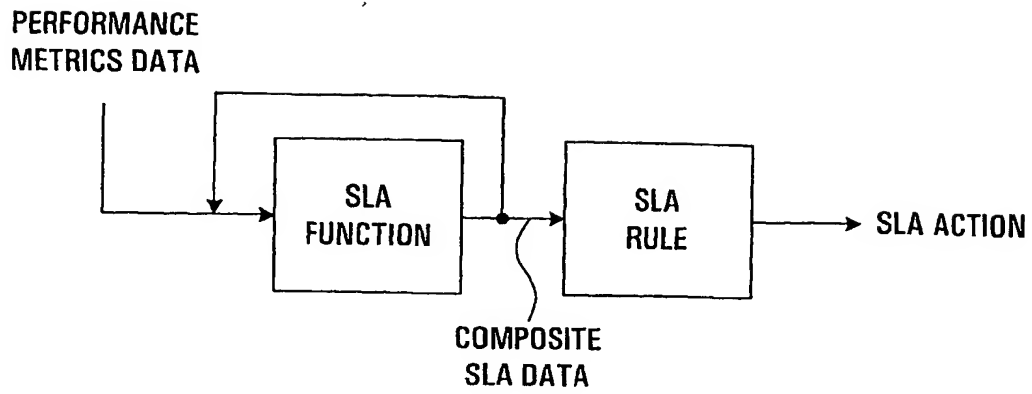 PERFORMANCE
METRICS DATA
SLA
FUNCTION
SLA
RULE
SLA ACTION
COMPOSITE
SLA DATA